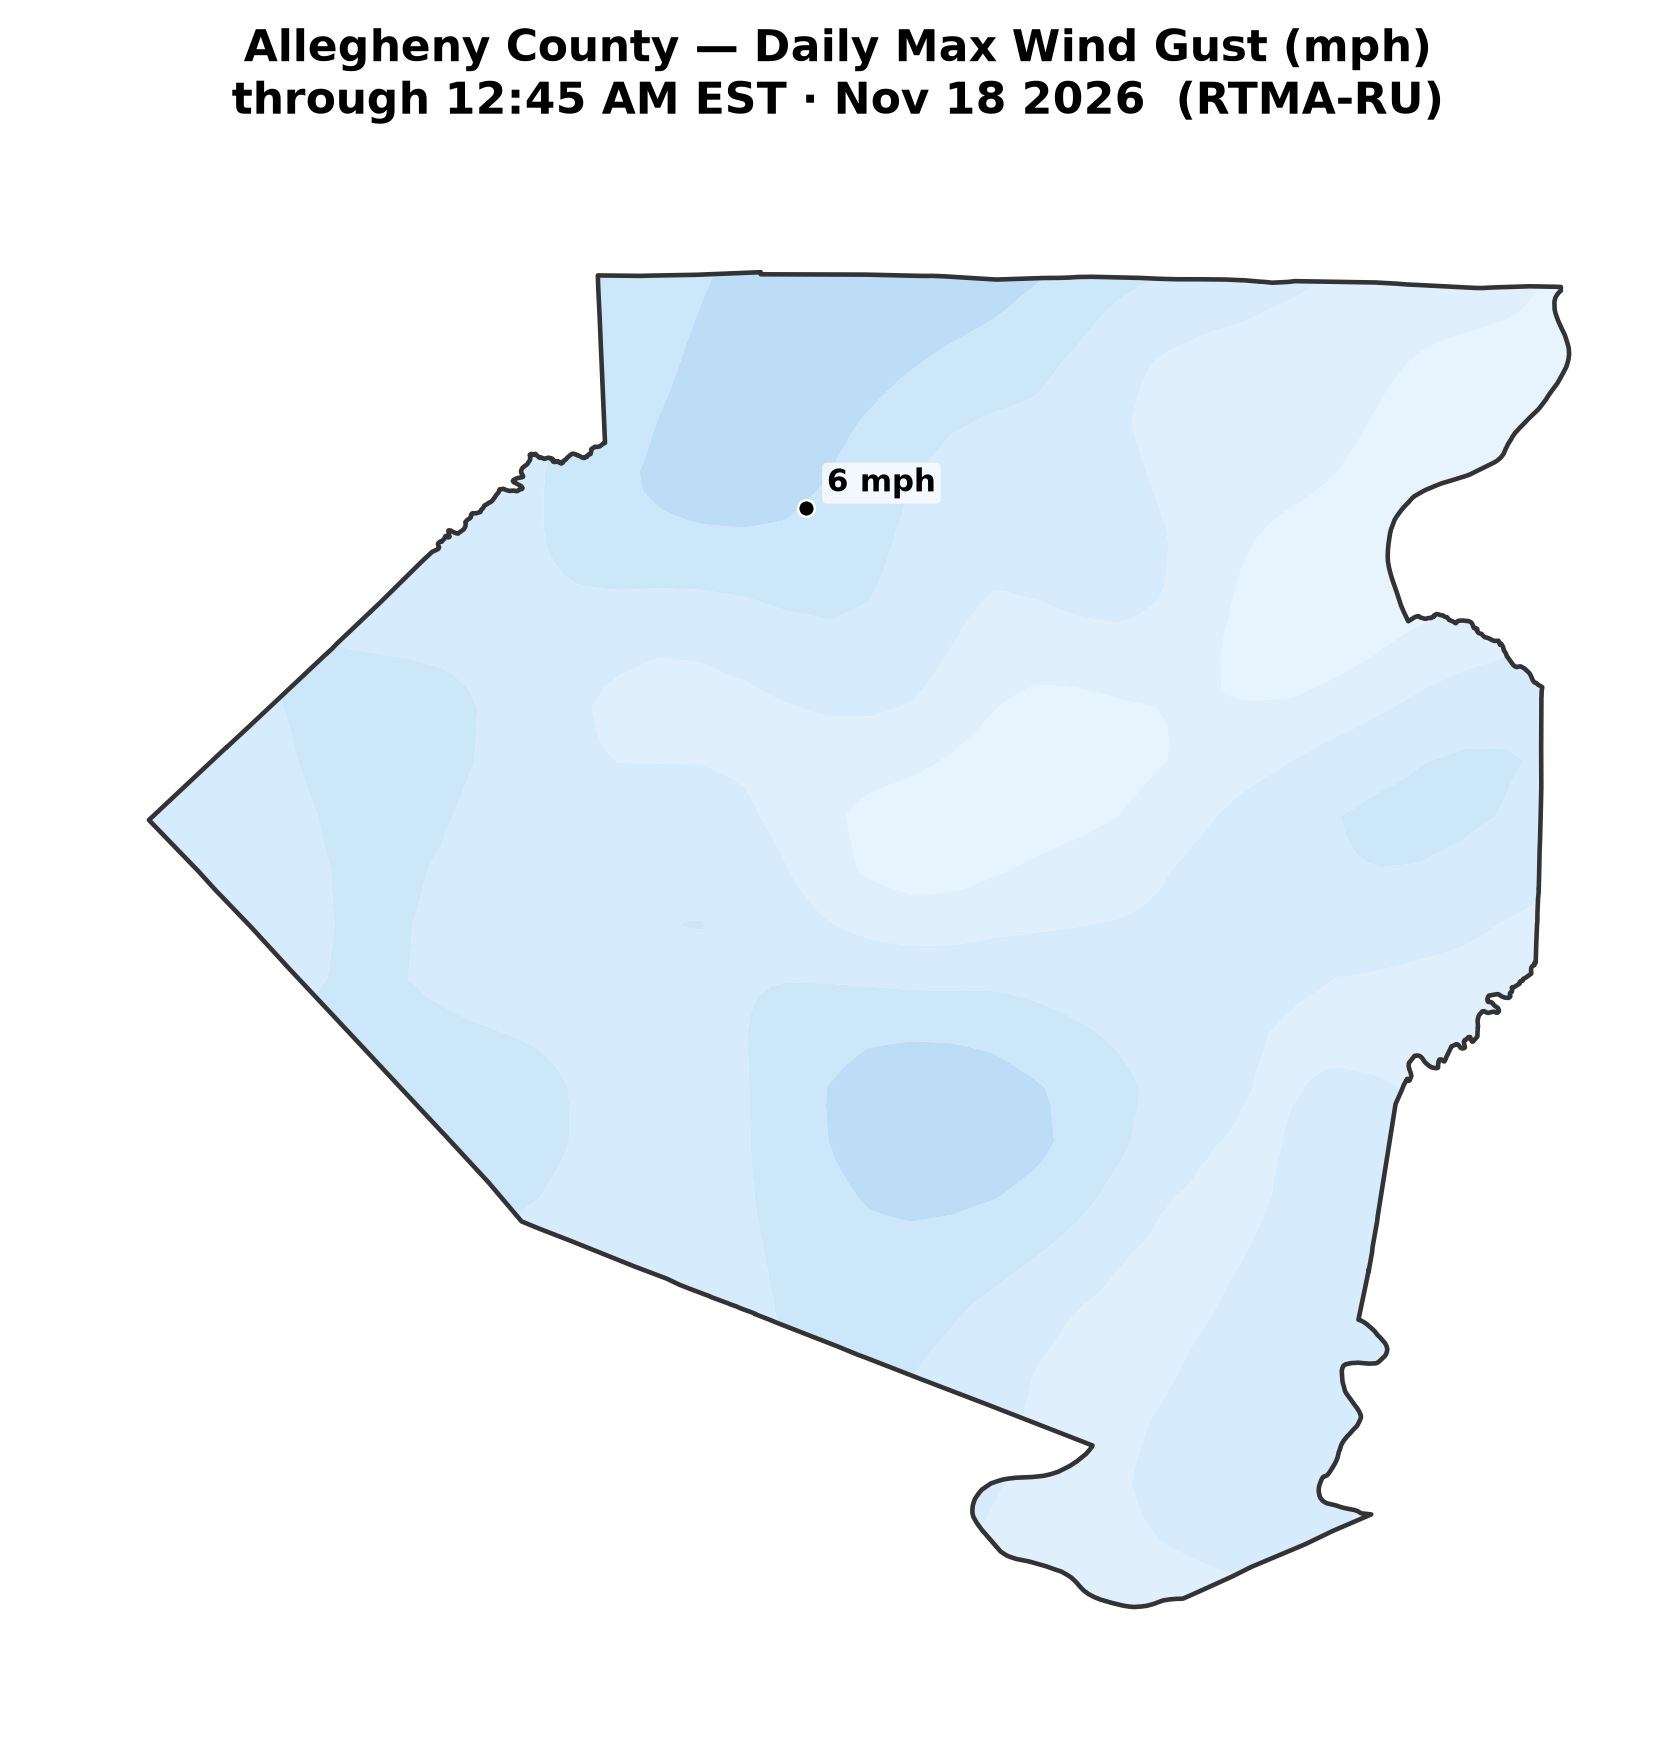 Allegheny County — Daily Max Wind Gust (mph)
through 12:45 AM EST · Nov 18 2026 (RTMA-RU)
6 mph